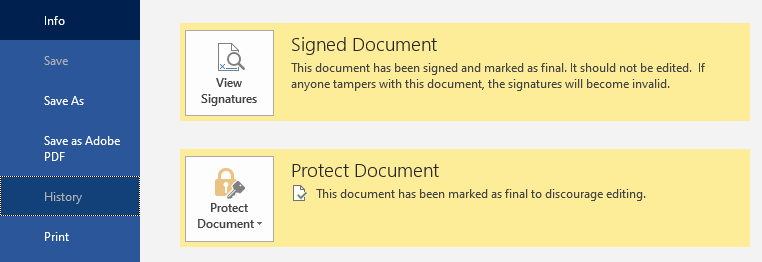 Info
Save
Save As
Save as Adobe
PDF
History
Print
View
Signatures
Signed Document
This document has been signed and marked as final. It should not be edited.  If
anyone tampers with this document, the signatures will become invalid.
Protect
Document
Protect Document
This document has been marked as final to discourage editing.